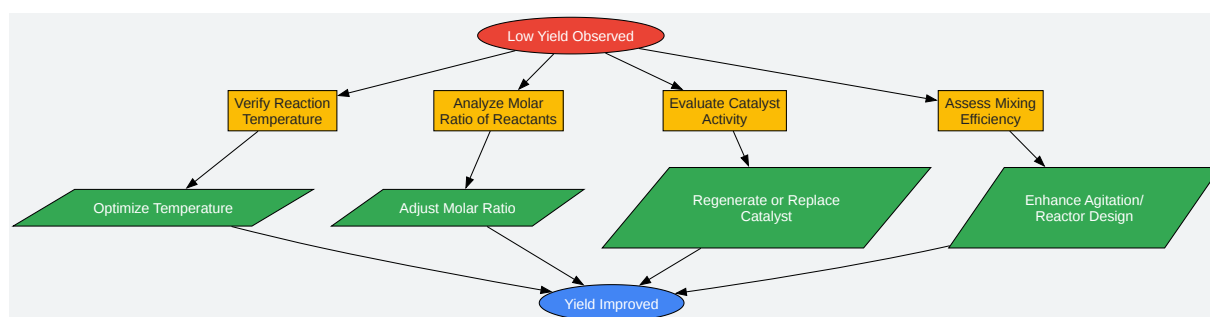 Low Yield Observed
Verify Reaction
Temperature
Analyze Molar
Ratio of Reactants
Evaluate Catalyst
Activity
Assess Mixing
Efficiency
Optimize Temperature
Adjust Molar Ratio
Regenerate or Replace
Catalyst
Enhance Agitation/
Reactor Design
Yield Improved